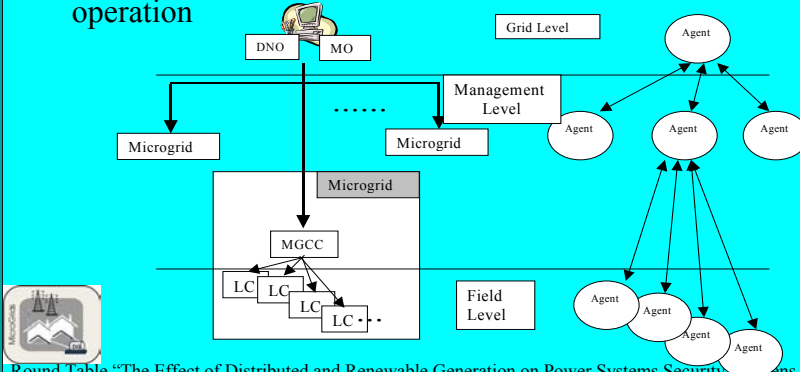 operation
DNO
MO
Grid Level
Agent
Management
Level
Agent
Agent
Agent
Microgrid
......
Microgrid
Microgrid
MGCC
LC
LC
LC
LC...
Field
Level
Agent
Agent
Agent
Agent
MicroGrids
Round Table “The Effect of Distributed and Renewable Generation on Power Systems Security